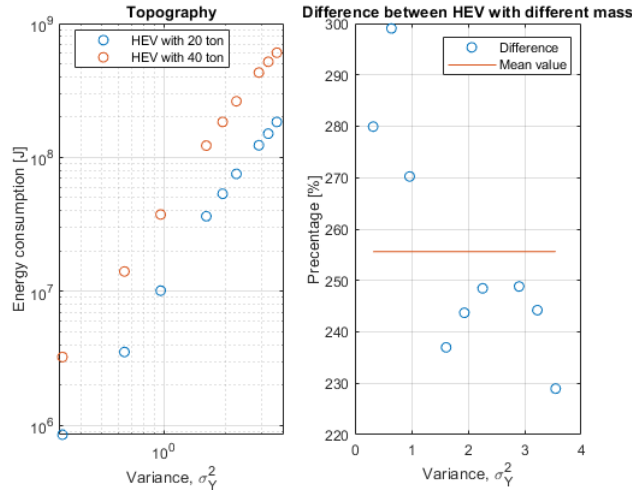 Topography
HEV with 20 ton
HEV with 40 ton
10^9
10^8
10^7
10^6
Energy consumption [J]
10^0
Variance, σ_Y^2
Difference between HEV with different mass
Difference
Mean value
300
290
280
270
260
250
240
230
220
Precentage [%]
0 1 2 3 4
Variance, σ_Y^2